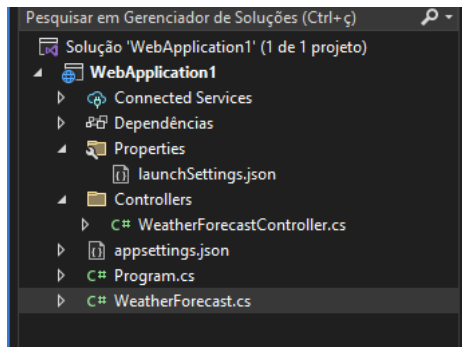 Pesquisar em Gerenciador de Soluções (Ctrl+ç)
Solução 'WebApplication1' (1 de 1 projeto)
WebApplication1
Connected Services
Dependências
Properties
launchSettings.json
Controllers
C# WeatherForecastController.cs
appsettings.json
C# Program.cs
C# WeatherForecast.cs